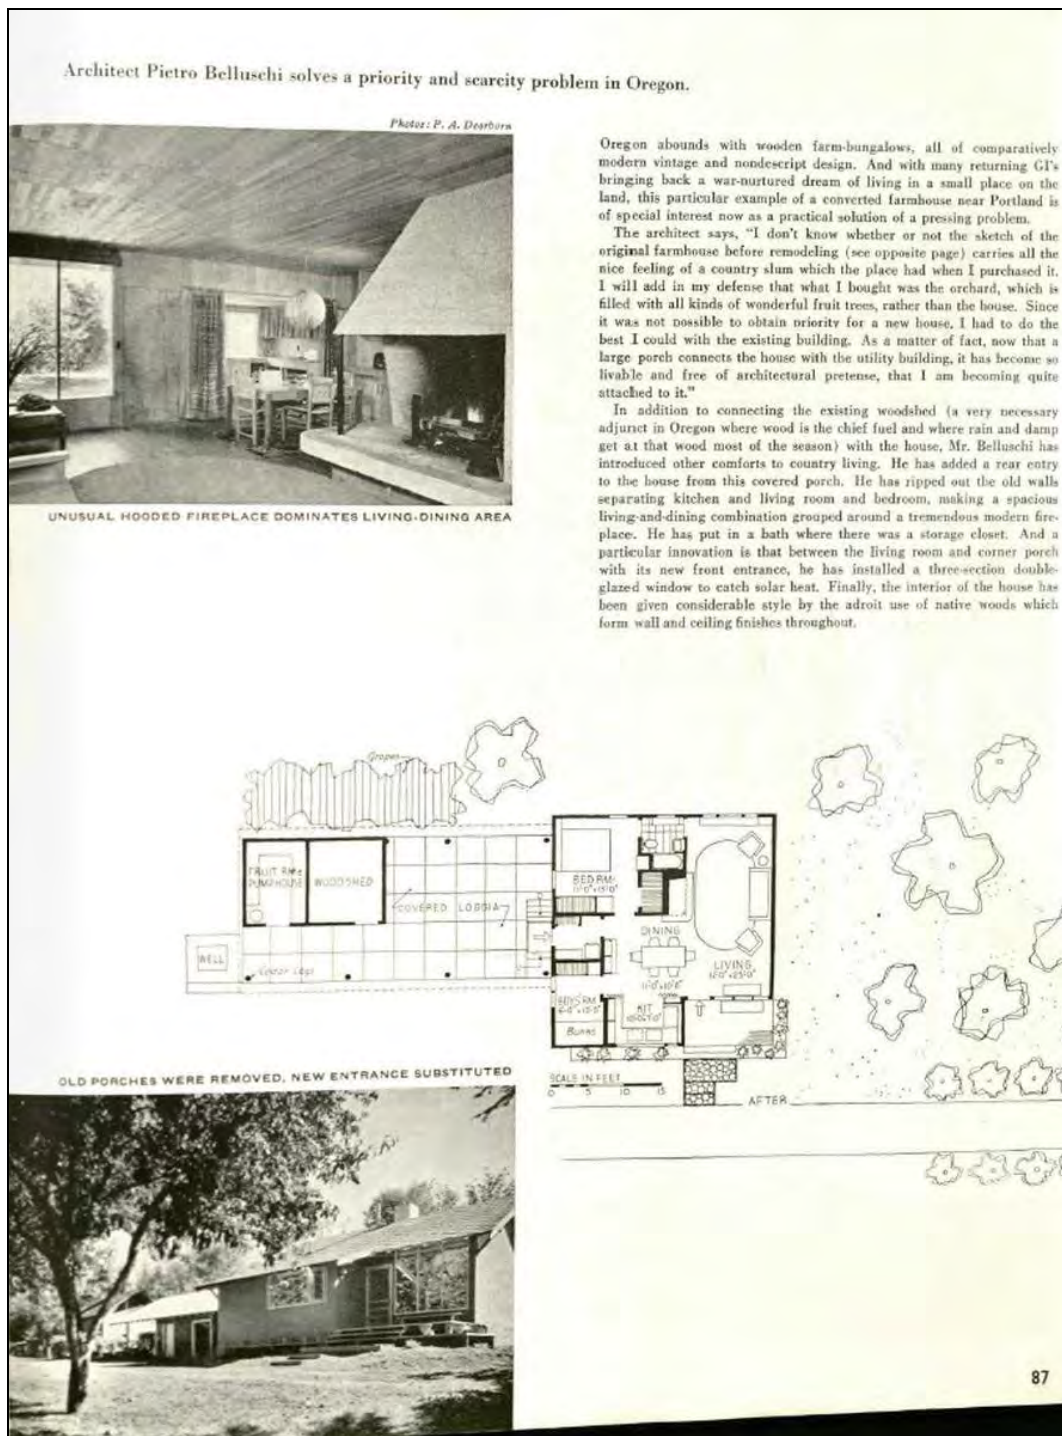 Architect Pietro Belluschi solves a priority and scarcity problem in Oregon.
Photos: P. A. Dearborn
UNUSUAL HOODED FIREPLACE DOMINATES LIVING-DINING AREA
Oregon abounds with wooden farm-bungalows, all of comparatively
modern vintage and nondescript design. And with many returning GI's
bringing back a war-nurtured dream of living in a small place on the
land, this particular example of a converted farmhouse near Portland is
of special interest now as a practical solution of a pressing problem.
The architect says, "I don't know whether or not the sketch of the
original farmhouse before remodeling (see opposite page) carries all the
nice feeling of a country slum which the place had when I purchased it.
I will add in my defense that what I bought was the orchard, which is
filled with all kinds of wonderful fruit trees, rather than the house. Since
it was not possible to obtain priority for a new house, I had to do the
best I could with the existing building. As a matter of fact, now that a
large porch connects the house with the utility building, it has become so
livable and free of architectural pretense, that I am becoming quite
attached to it."
In addition to connecting the existing woodshed (a very necessary
adjunct in Oregon where wood is the chief fuel and where rain and damp
get at that wood most of the season) with the house, Mr. Belluschi has
introduced other comforts to country living. He has added a rear entry
to the house from this covered porch. He has ripped out the old walls
separating kitchen and living room and bedroom, making a spacious
living-and-dining combination grouped around a tremendous modern fire-
place. He has put in a bath where there was a storage closet. And a
particular innovation is that between the living room and corner porch
with its new front entrance, he has installed a three-section double-
glazed window to catch solar heat. Finally, the interior of the house has
been given considerable style by the adroit use of native woods which
form wall and ceiling finishes throughout.
Grapes
FRUIT RM &
PUMPHOUSE
WOODSHED
COVERED LOGGIA
WELL
Cedar Logs
BED RM.
DINING
LIVING
BOYS RM.
Bunks
KIT
SCALE IN FEET
0 5 10 15
AFTER
OLD PORCHES WERE REMOVED, NEW ENTRANCE SUBSTITUTED
87